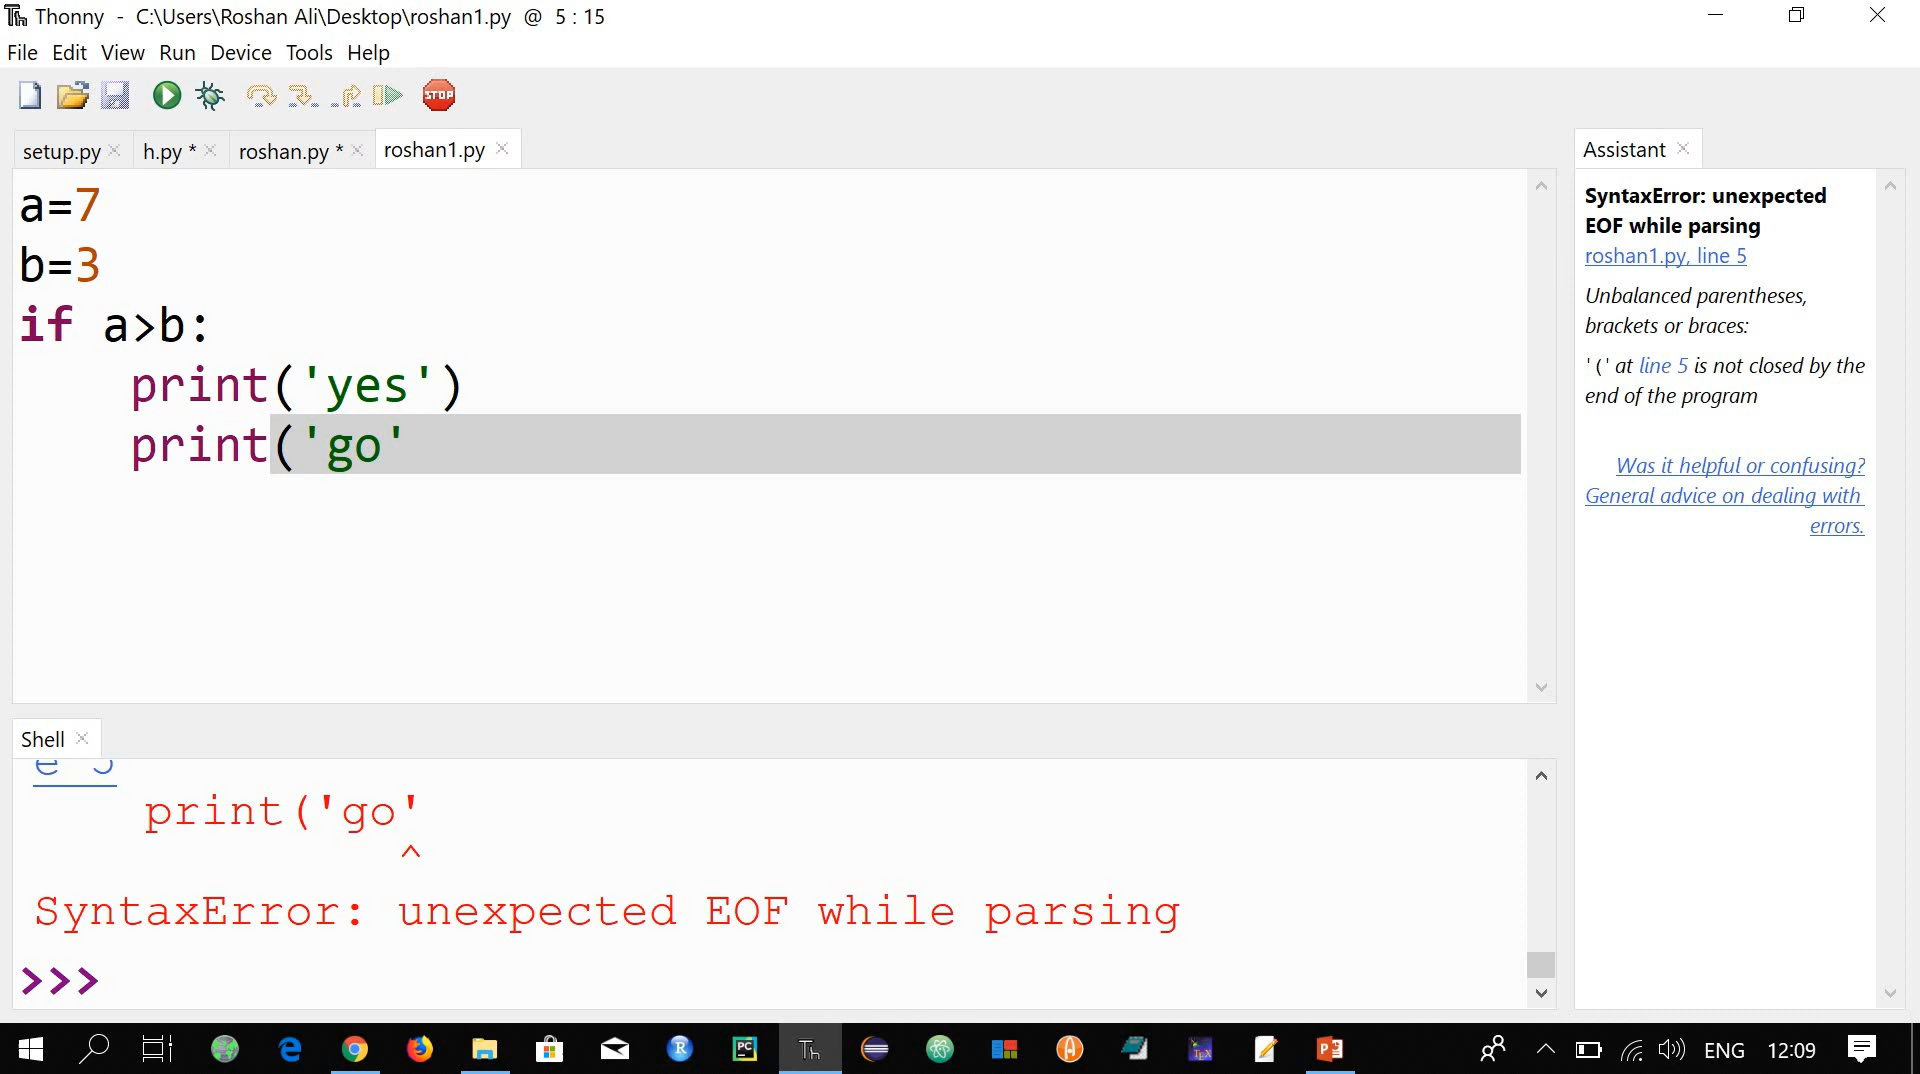 Thonny - C:\Users\Roshan Ali\Desktop\roshan1.py @ 5 : 15
File Edit View Run Device Tools Help
STOP
setup.py h.py * roshan.py * roshan1.py
a=7
b=3
if a>b:
    print('yes')
    print('go'
Assistant
SyntaxError: unexpected
EOF while parsing
roshan1.py, line 5
Unbalanced parentheses,
brackets or braces:
'(' at line 5 is not closed by the
end of the program
Was it helpful or confusing?
General advice on dealing with
errors.
Shell
e 5
    print('go'
^
SyntaxError: unexpected EOF while parsing
>>>
ENG 12:09